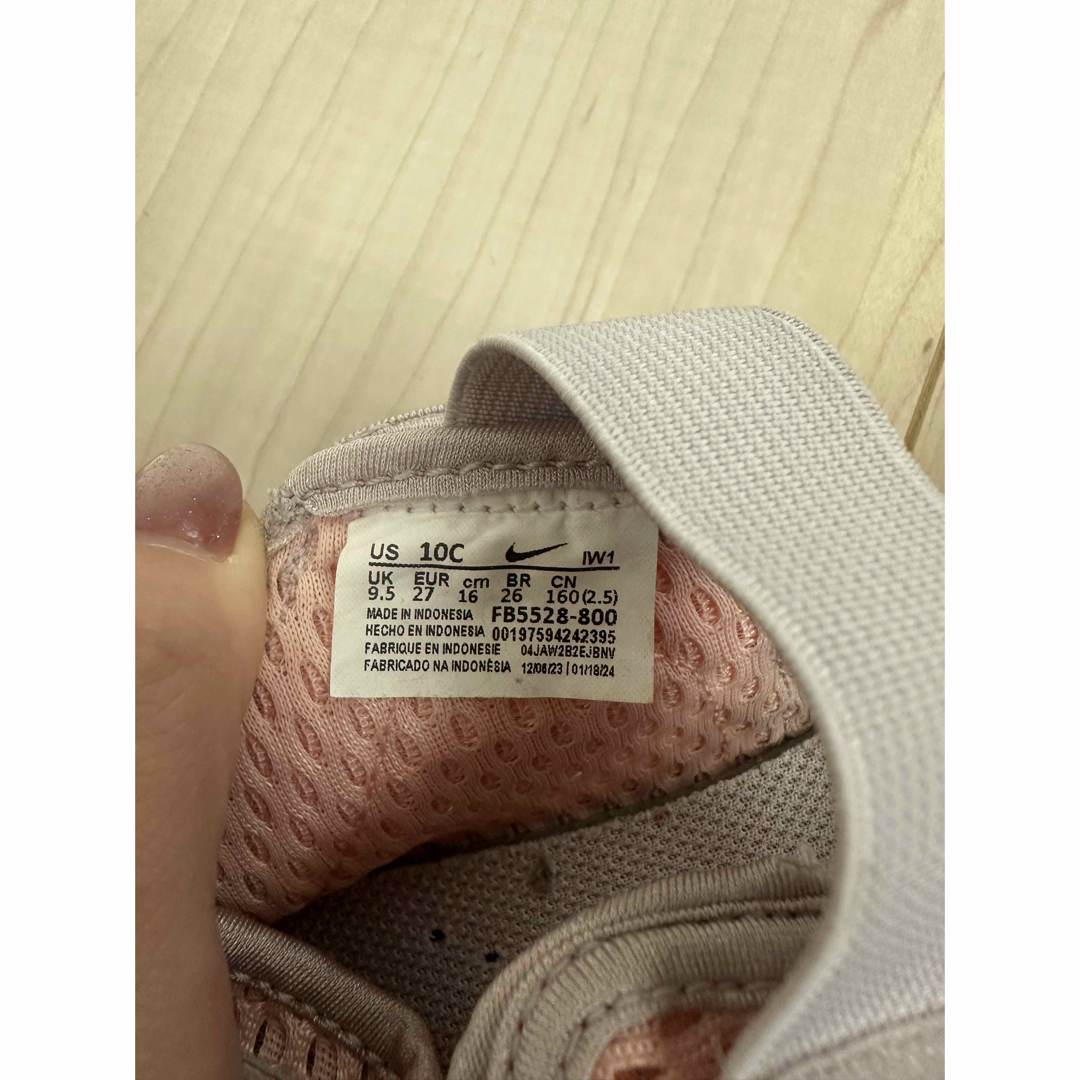 US 10C IW1
UK EUR cm BR CN
9.5 27 16 26 160(2.5)
MADE IN INDONESIA FB5528-800
HECHO EN INDONESIA 00197594242395
FABRIQUE EN INDONESIE 04JAW2B2EJBNV
FABRICADO NA INDONÉSIA 12/06/23 | 01/18/24